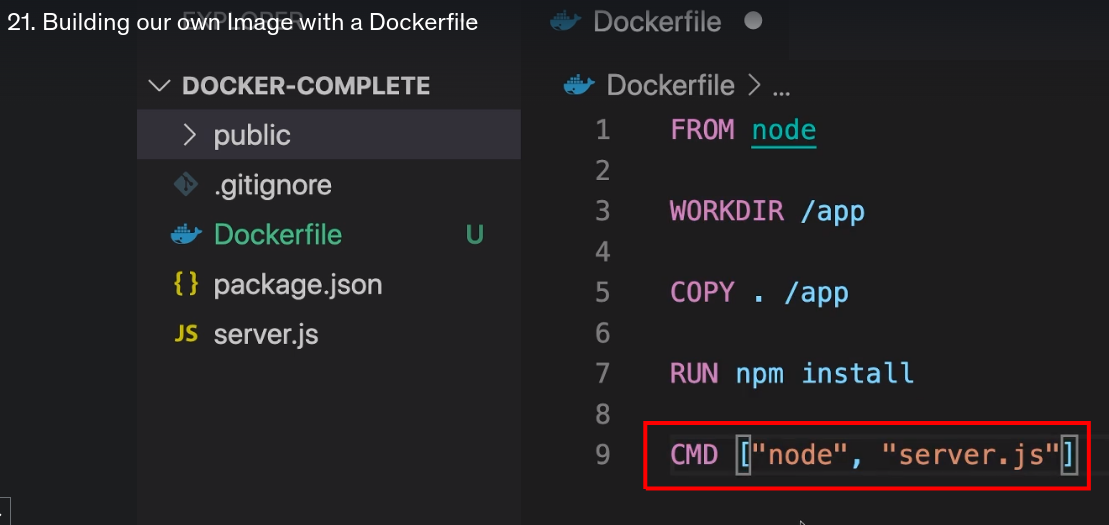 21. Building our own Image with a Dockerfile
EXPLORER
Dockerfile
DOCKER-COMPLETE
public
.gitignore
Dockerfile U
package.json
JS server.js
Dockerfile > ...
1 FROM node
2
3 WORKDIR /app
4
5 COPY . /app
6
7 RUN npm install
8
9 CMD ["node", "server.js"]